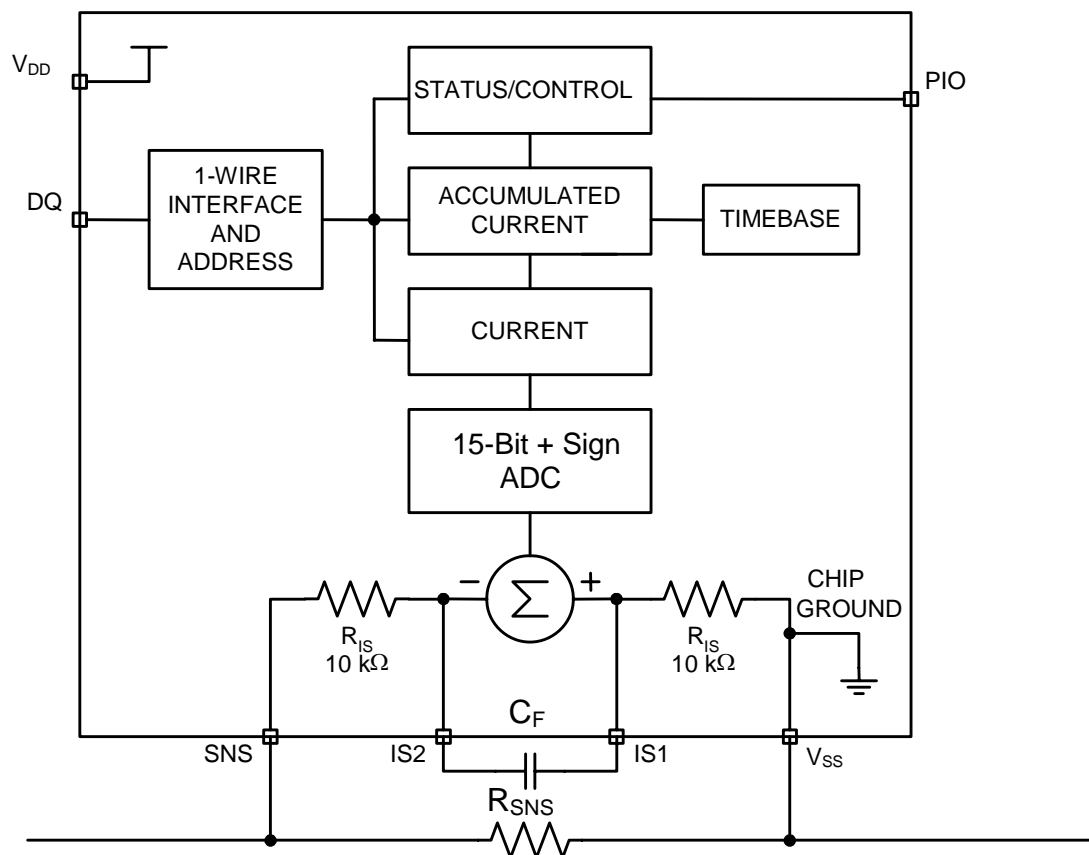 V_DD
STATUS/CONTROL
PIO
DQ
1-WIRE
INTERFACE
AND
ADDRESS
ACCUMULATED
CURRENT
TIMEBASE
CURRENT
15-Bit + Sign
ADC
- Σ +
CHIP
GROUND
R_IS
10 kΩ
R_IS
10 kΩ
C_F
SNS
IS2
IS1
V_SS
R_SNS